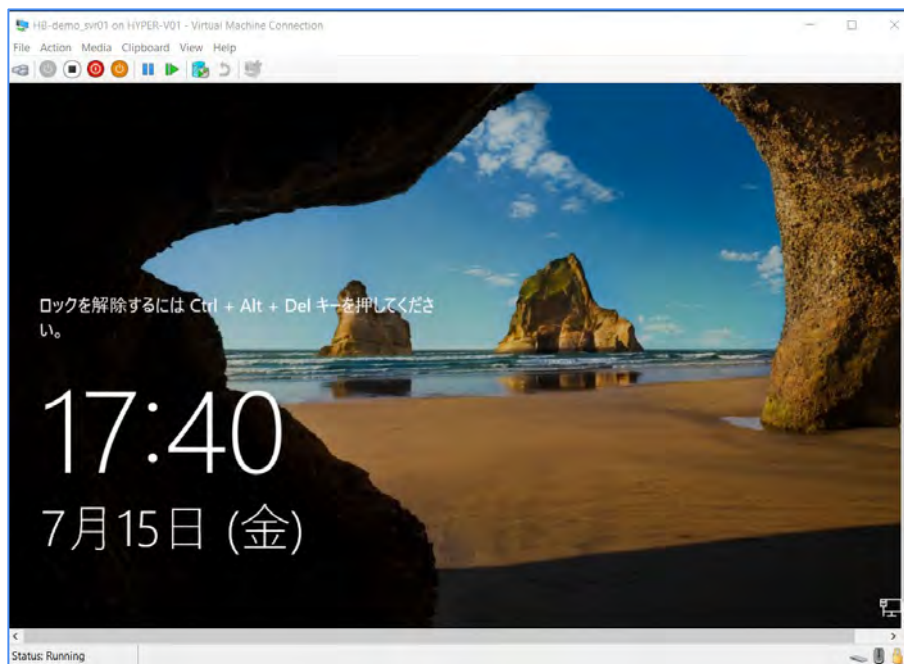 HB-demo_svr01 on HYPER-V01 - Virtual Machine Connection
File Action Media Clipboard View Help
ロックを解除するには Ctrl + Alt + Del キーを押してくださ
い。
17:40
7月15日 (金)
Status: Running